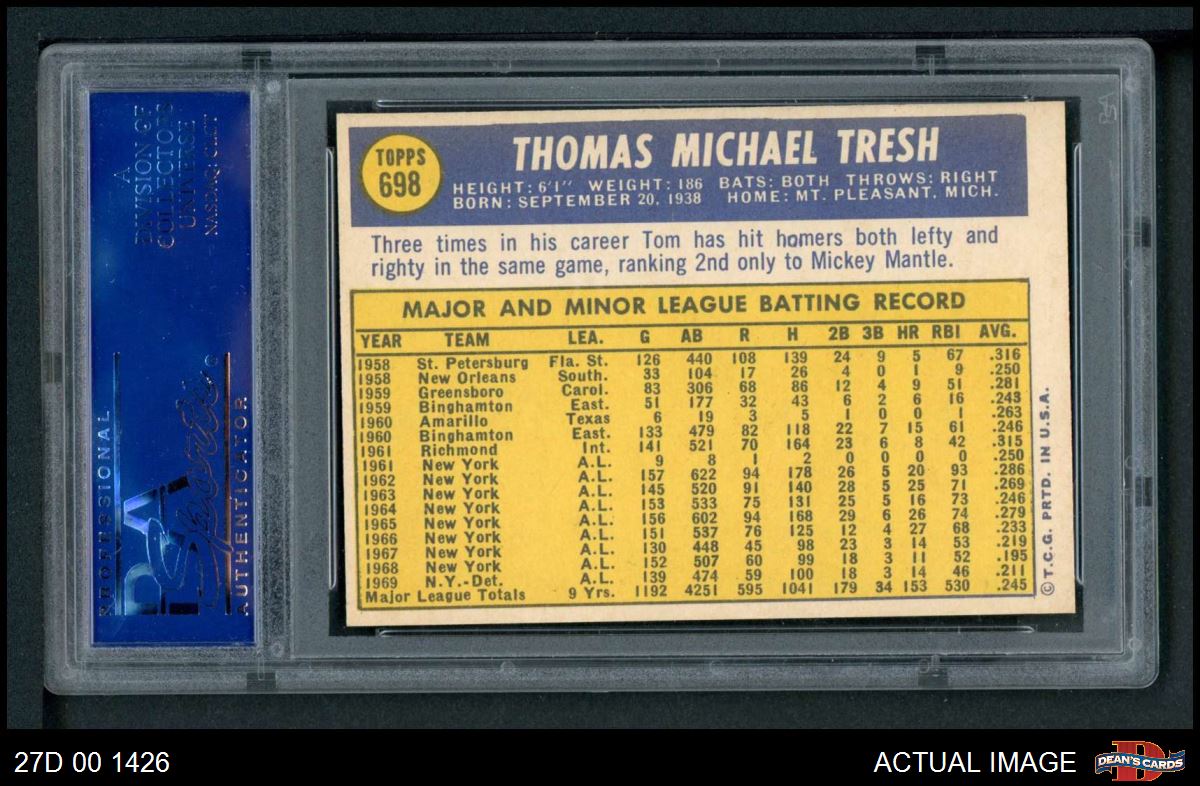 A
DIVISION OF
COLLECTORS
UNIVERSE
NASDAQ: CLCT
PROFESSIONAL
PSA
Sports
AUTHENTICATOR
TOPPS
698
THOMAS MICHAEL TRESH
HEIGHT: 6'1" WEIGHT: 186 BATS: BOTH THROWS: RIGHT
BORN: SEPTEMBER 20, 1938 HOME: MT. PLEASANT, MICH.
Three times in his career Tom has hit homers both lefty and
righty in the same game, ranking 2nd only to Mickey Mantle.
MAJOR AND MINOR LEAGUE BATTING RECORD
YEAR TEAM LEA. G AB R H 2B 3B HR RBI AVG.
1958 St. Petersburg Fla. St. 126 440 108 139 24 9 5 67 .316
1958 New Orleans South. 33 104 17 26 4 0 1 9 .250
1959 Greensboro Carol. 83 306 68 86 12 4 9 51 .281
1959 Binghamton East. 51 177 32 43 6 2 6 16 .243
1960 Amarillo Texas 6 19 3 5 1 0 0 1 .263
1960 Binghamton East. 133 479 82 118 22 7 15 61 .246
1961 Richmond Int. 141 521 70 164 23 6 8 42 .315
1961 New York A.L. 9 8 1 2 0 0 0 0 .250
1962 New York A.L. 157 622 94 178 26 5 20 93 .286
1963 New York A.L. 145 520 91 140 28 5 25 71 .269
1964 New York A.L. 153 533 75 131 25 5 16 73 .246
1965 New York A.L. 156 602 94 168 29 6 26 74 .279
1966 New York A.L. 151 537 76 125 12 4 27 68 .233
1967 New York A.L. 130 448 45 98 23 3 14 53 .219
1968 New York A.L. 152 507 60 99 18 3 11 52 .195
1969 N.Y.-Det. A.L. 139 474 59 100 18 3 14 46 .211
Major League Totals 9 Yrs. 1192 4251 595 1041 179 34 153 530 .245
©T.C.G. PRTD. IN U.S.A.
27D 00 1426
ACTUAL IMAGE
D
DEAN'S CARDS